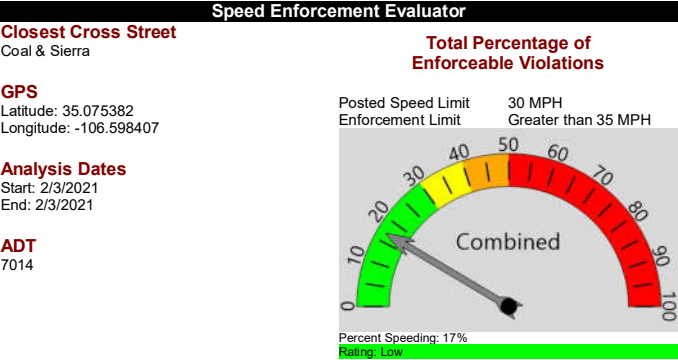 Speed Enforcement Evaluator
Closest Cross Street
Coal & Sierra
GPS
Latitude: 35.075382
Longitude: -106.598407
Analysis Dates
Start: 2/3/2021
End: 2/3/2021
ADT
7014
Total Percentage of
Enforceable Violations
Posted Speed Limit 30 MPH
Enforcement Limit Greater than 35 MPH
0
10
20
30
40
50
60
70
80
90
100
Combined
Percent Speeding: 17%
Rating: Low